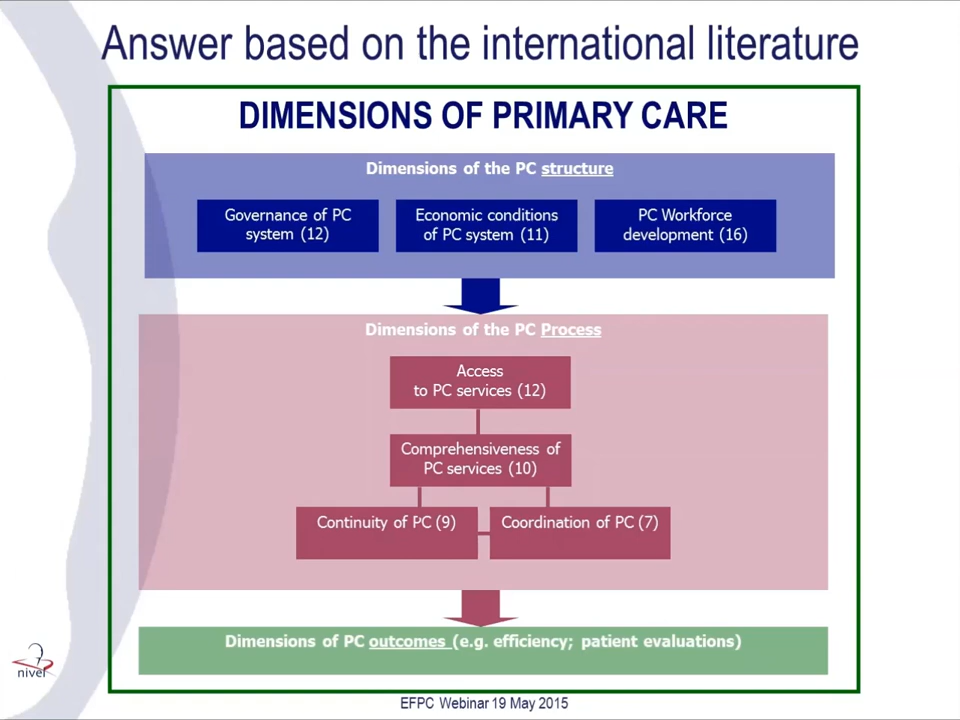 Answer based on the international literature
DIMENSIONS OF PRIMARY CARE
Dimensions of the PC structure
Governance of PC
system (12)
Economic conditions
of PC system (11)
PC Workforce
development (16)
Dimensions of the PC Process
Access
to PC services (12)
Comprehensiveness of
PC services (10)
Continuity of PC (9)
Coordination of PC (7)
Dimensions of PC outcomes (e.g. efficiency; patient evaluations)
nivel
EFPC Webinar 19 May 2015